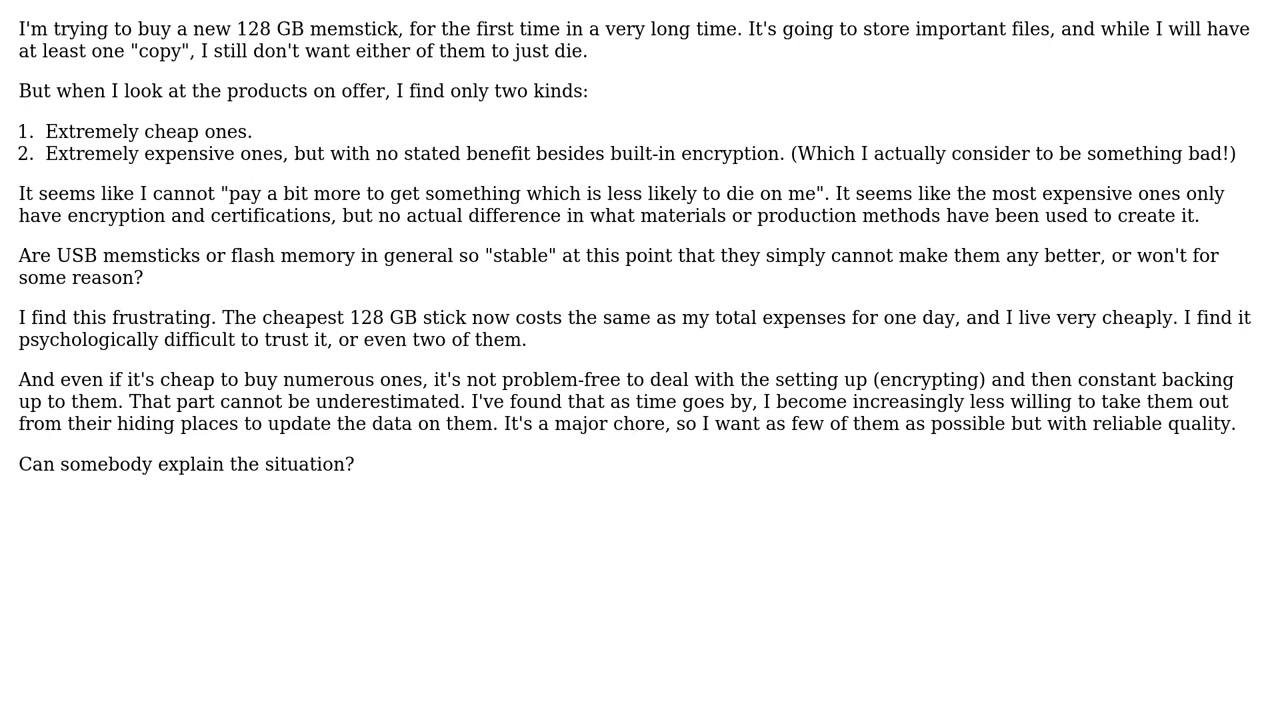 I'm trying to buy a new 128 GB memstick, for the first time in a very long time. It's going to store important files, and while I will have
at least one "copy", I still don't want either of them to just die.
But when I look at the products on offer, I find only two kinds:
1. Extremely cheap ones.
2. Extremely expensive ones, but with no stated benefit besides built-in encryption. (Which I actually consider to be something bad!)
It seems like I cannot "pay a bit more to get something which is less likely to die on me". It seems like the most expensive ones only
have encryption and certifications, but no actual difference in what materials or production methods have been used to create it.
Are USB memsticks or flash memory in general so "stable" at this point that they simply cannot make them any better, or won't for
some reason?
I find this frustrating. The cheapest 128 GB stick now costs the same as my total expenses for one day, and I live very cheaply. I find it
psychologically difficult to trust it, or even two of them.
And even if it's cheap to buy numerous ones, it's not problem-free to deal with the setting up (encrypting) and then constant backing
up to them. That part cannot be underestimated. I've found that as time goes by, I become increasingly less willing to take them out
from their hiding places to update the data on them. It's a major chore, so I want as few of them as possible but with reliable quality.
Can somebody explain the situation?